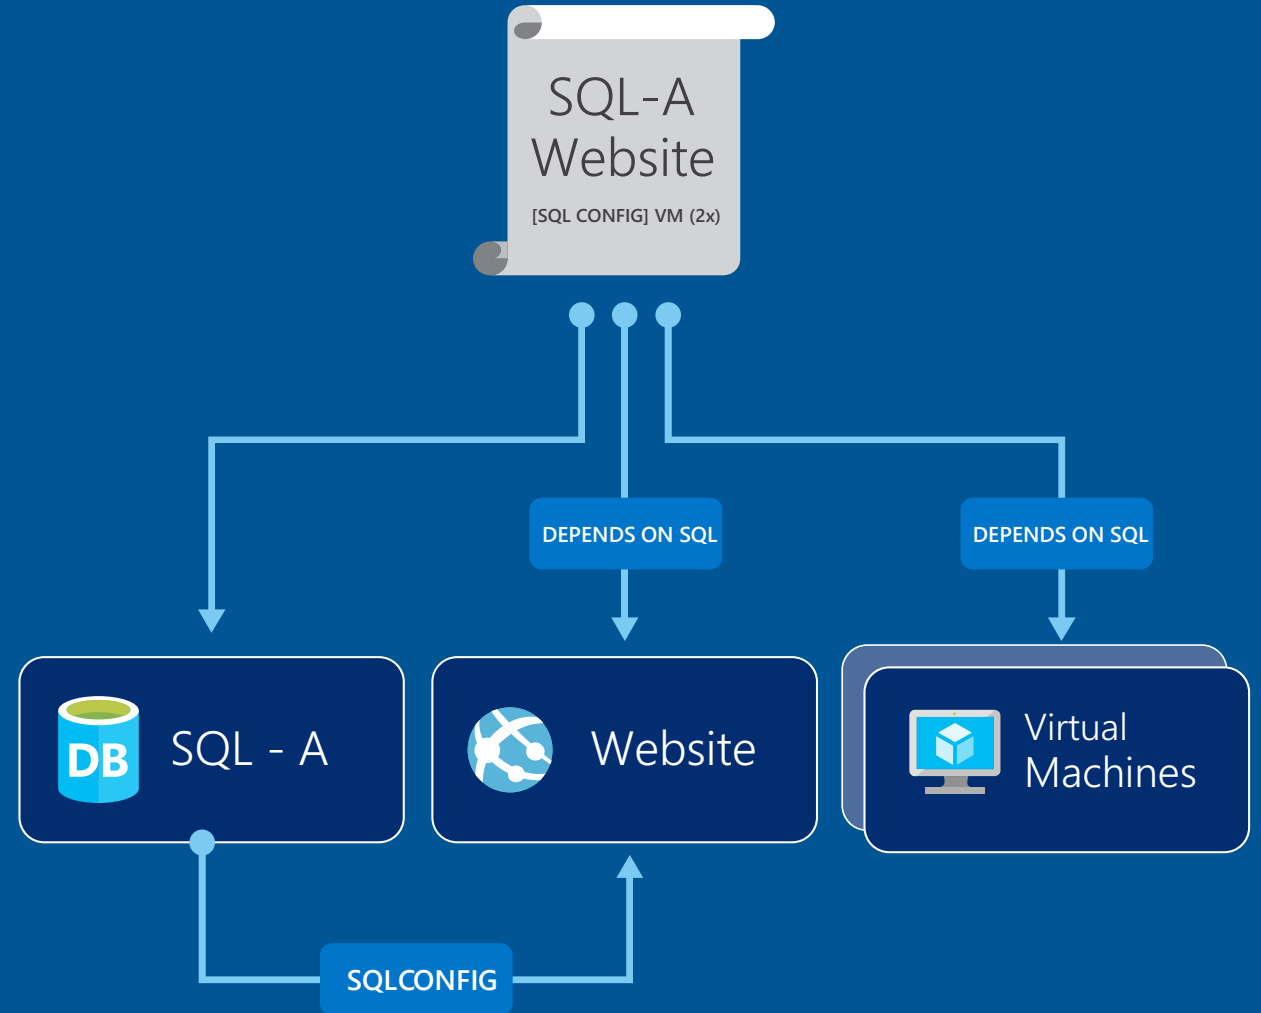 SQL-A
Website
[SQL CONFIG] VM (2x)
DEPENDS ON SQL
DEPENDS ON SQL
DB
SQL - A
Website
Virtual
Machines
SQLCONFIG